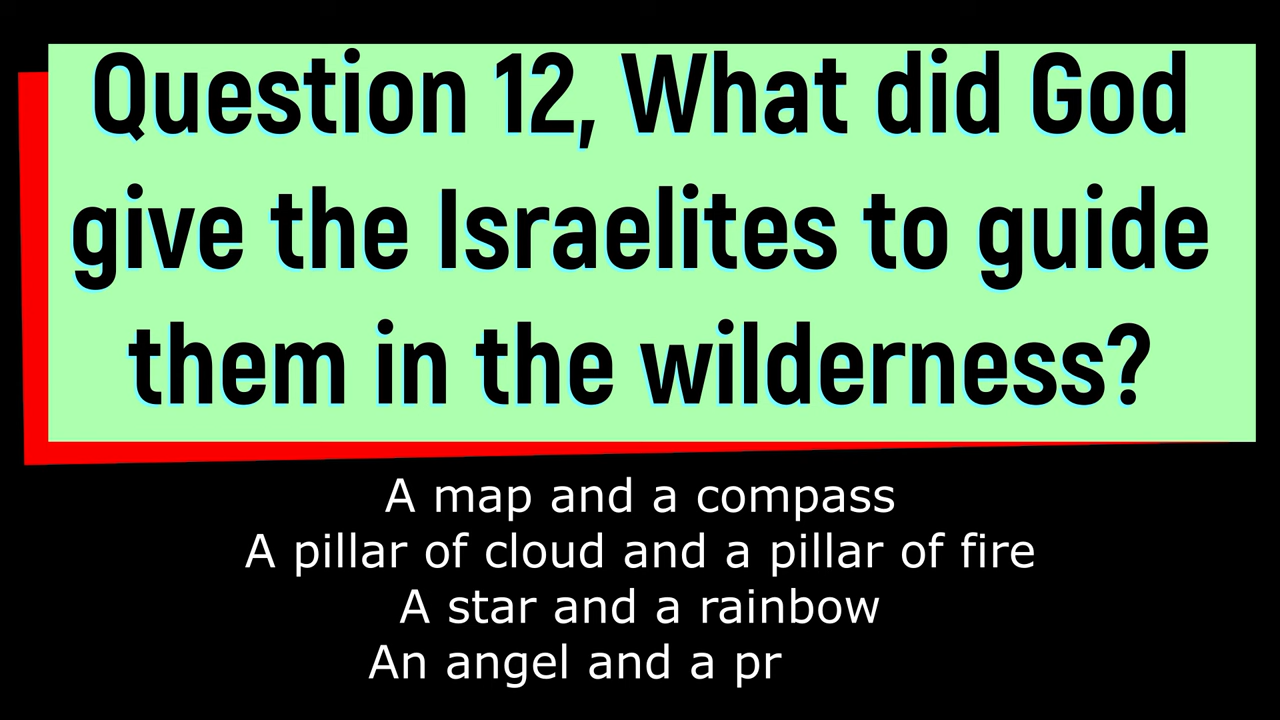 Question 12, What did God
give the Israelites to guide
them in the wilderness?
A map and a compass
A pillar of cloud and a pillar of fire
A star and a rainbow
An angel and a pr